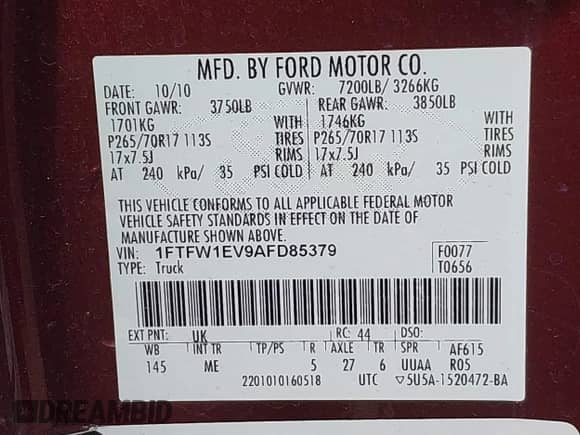 MFD. BY FORD MOTOR CO.
DATE: 10/10 GVWR: 7200LB/ 3266KG
FRONT GAWR: 3750LB REAR GAWR: 3850LB
1701KG WITH 1746KG WITH
P265/70R17 113S TIRES P265/70R17 113S TIRES
17x7.5J RIMS 17x7.5J RIMS
AT 240 kPa/ 35 PSI COLD AT 240 kPa/ 35 PSI COLD
THIS VEHICLE CONFORMS TO ALL APPLICABLE FEDERAL MOTOR
VEHICLE SAFETY STANDARDS IN EFFECT ON THE DATE OF
MANUFACTURE SHOWN ABOVE.
VIN: 1FTFW1EV9AFD85379 F0077
TYPE: Truck T0656
EXT PNT: UK RC: 44 DSO:
WB INT TR TP/PS R AXLE TR SPR AF615
145 ME 5 27 6 UUAA R05
2201010160518 UTC ▽5U5A-1520472-BA
DREAMBID